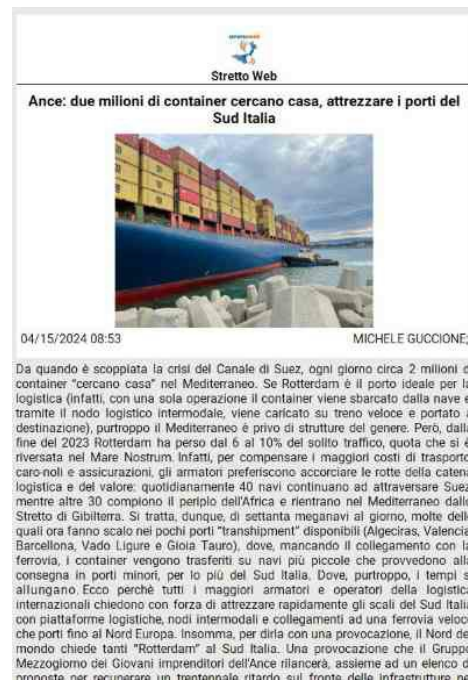 Stretto Web
Ance: due milioni di container cercano casa, attrezzare i porti del
Sud Italia
04/15/2024 08:53 MICHELE GUCCIONE;
Da quando è scoppiata la crisi del Canale di Suez, ogni giorno circa 2 milioni d
container "cercano casa" nel Mediterraneo. Se Rotterdam è il porto ideale per la
logistica (infatti, con una sola operazione il container viene sbarcato dalla nave e
tramite il nodo logistico intermodale, viene caricato su treno veloce e portato a
destinazione), purtroppo il Mediterraneo è privo di strutture del genere. Però, dalla
fine del 2023 Rotterdam ha perso dal 6 al 10% del solito traffico, quota che si è
riversata nel Mare Nostrum. Infatti, per compensare i maggiori costi di trasporto
caro-noli e assicurazioni, gli armatori preferiscono accorciare le rotte della catena
logistica e del valore: quotidianamente 40 navi continuano ad attraversare Suez
mentre altre 30 compiono il periplo dell'Africa e rientrano nel Mediterraneo dallo
Stretto di Gibilterra. Si tratta, dunque, di settanta meganavi al giorno, molte delle
quali ora fanno scalo nei pochi porti "transhipment" disponibili (Algeciras, Valencia
Barcellona, Vado Ligure e Gioia Tauro), dove, mancando il collegamento con la
ferrovia, i container vengono trasferiti su navi più piccole che provvedono alla
consegna in porti minori, per lo più del Sud Italia. Dove, purtroppo, i tempi s
allungano. Ecco perchè tutti i maggiori armatori e operatori della logistica
internazionali chiedono con forza di attrezzare rapidamente gli scali del Sud Italia
con piattaforme logistiche, nodi intermodali e collegamenti ad una ferrovia veloce
che porti fino al Nord Europa. Insomma, per dirla con una provocazione, il Nord de
mondo chiede tanti "Rotterdam" al Sud Italia. Una provocazione che il Gruppo
Mezzogiorno dei Giovani imprenditori dell'Ance rilancerà, assieme ad un elenco d
proposte per recuperare un trentennale ritardo sul fronte delle infrastrutture ne